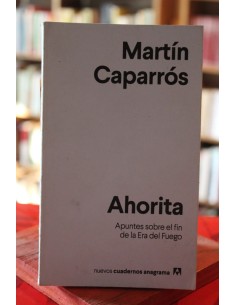 Martín
Caparrós
Ahorita
Apuntes sobre el fin
de la Era del Fuego
nuevos cuadernos anagrama